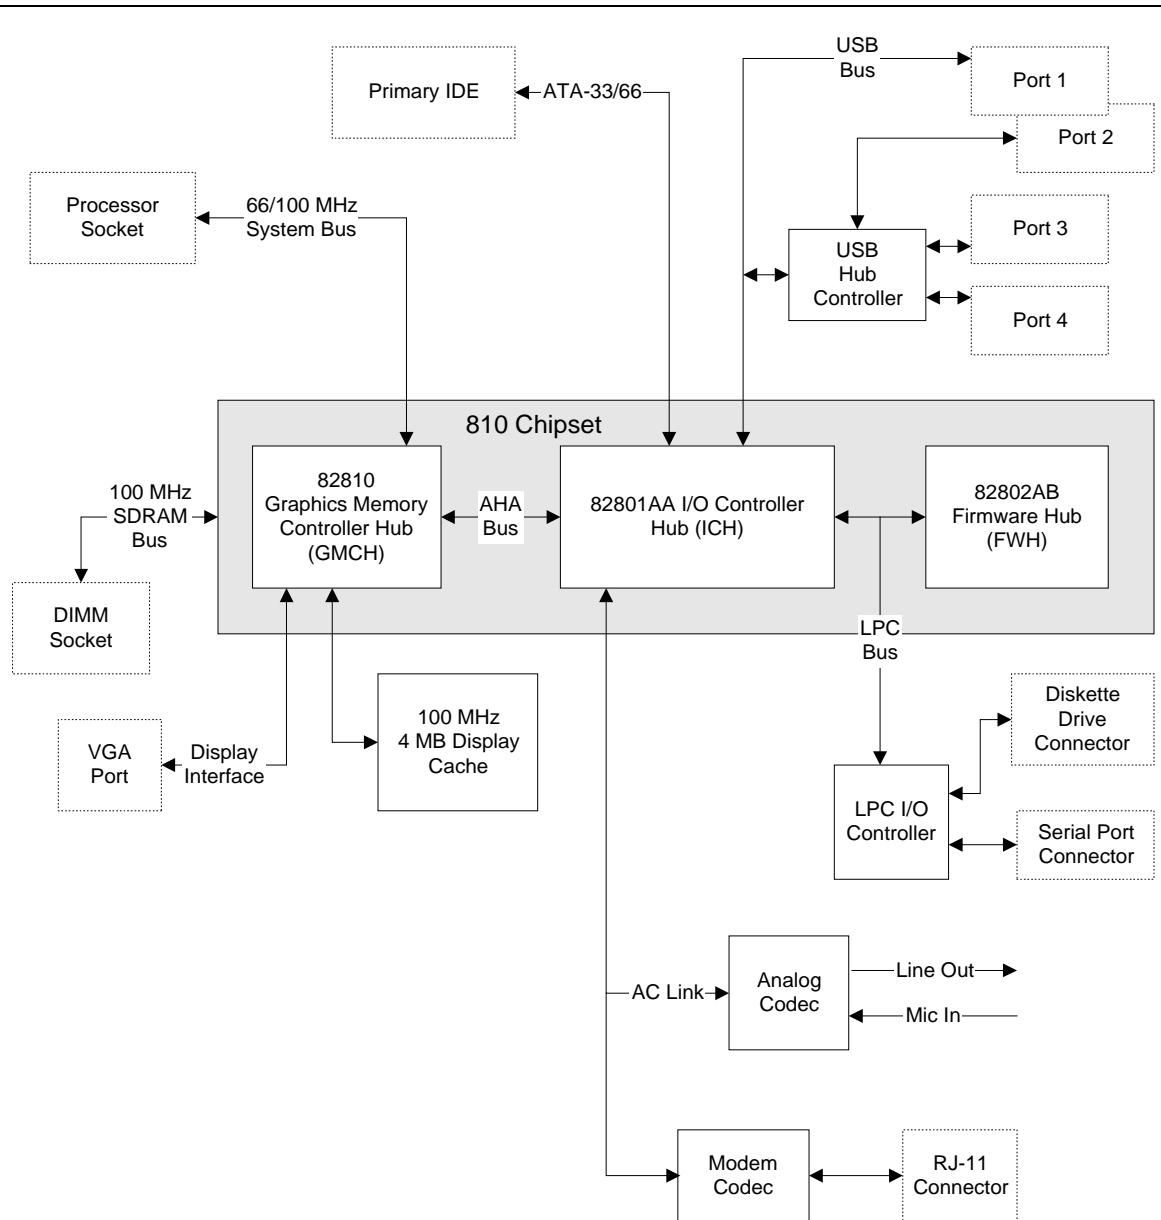 USB
Bus
Port 1
Primary IDE
ATA-33/66
Port 2
Processor
Socket
66/100 MHz
System Bus
Port 3
USB
Hub
Controller
Port 4
810 Chipset
100 MHz
SDRAM
Bus
82810
Graphics Memory
Controller Hub
(GMCH)
AHA
Bus
82801AA I/O Controller
Hub (ICH)
82802AB
Firmware Hub
(FWH)
DIMM
Socket
LPC
Bus
VGA
Port
Display
Interface
100 MHz
4 MB Display
Cache
Diskette
Drive
Connector
LPC I/O
Controller
Serial Port
Connector
AC Link
Analog
Codec
Line Out
Mic In
Modem
Codec
RJ-11
Connector